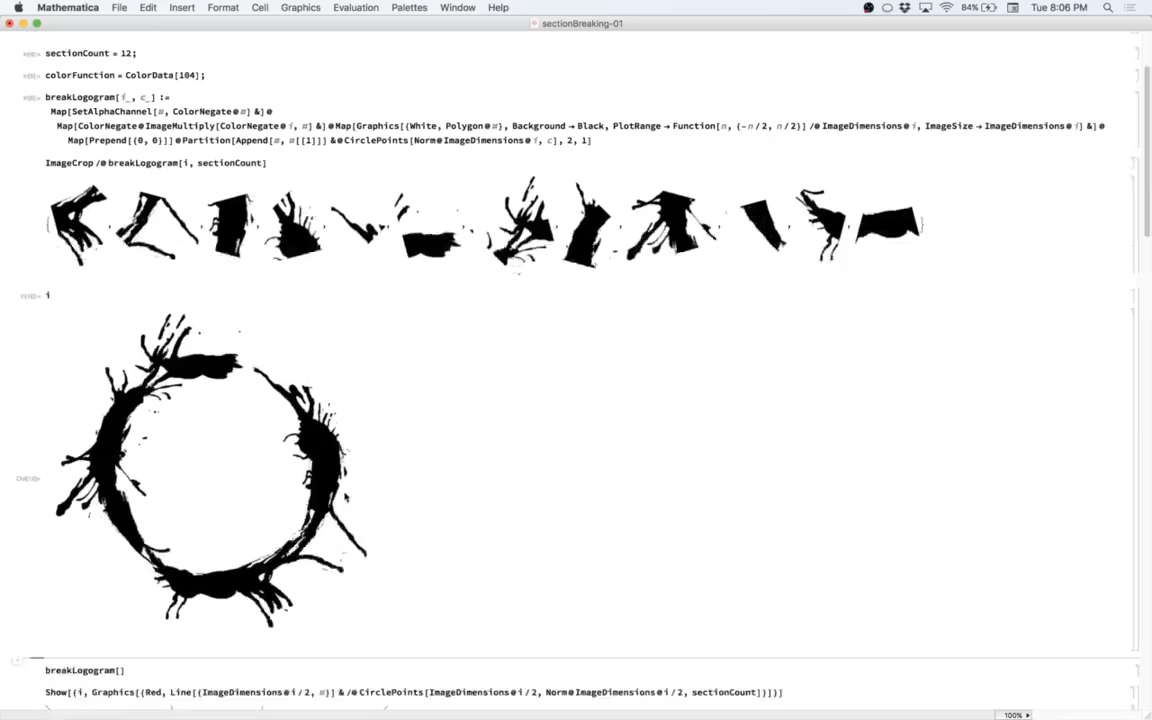 Mathematica File Edit Insert Format Cell Graphics Evaluation Palettes Window Help 84% Tue 8:06 PM
sectionBreaking-01
sectionCount = 12;
colorFunction = ColorData[104];
breakLogogram[i_, c_] :=
Map[SetAlphaChannel[#, ColorNegate@#] &]@
Map[ColorNegate@ImageMultiply[ColorNegate@i, #] &]@Map[Graphics[{White, Polygon@#}, Background → Black, PlotRange → Function[n, {-n/2, n/2}] /@ ImageDimensions@i, ImageSize → ImageDimensions@i] &]@
Map[Prepend[{0, 0}]]@Partition[Append[#, #[[1]]] &@CirclePoints[Norm@ImageDimensions@i, c], 2, 1]
ImageCrop /@ breakLogogram[i, sectionCount]
In[12]:= i
Out[12]=
breakLogogram[]
Show[{i, Graphics[{Red, Line[{ImageDimensions@i/2, #}] & /@ CirclePoints[ImageDimensions@i/2, Norm@ImageDimensions@i/2, sectionCount]}]}]
100%